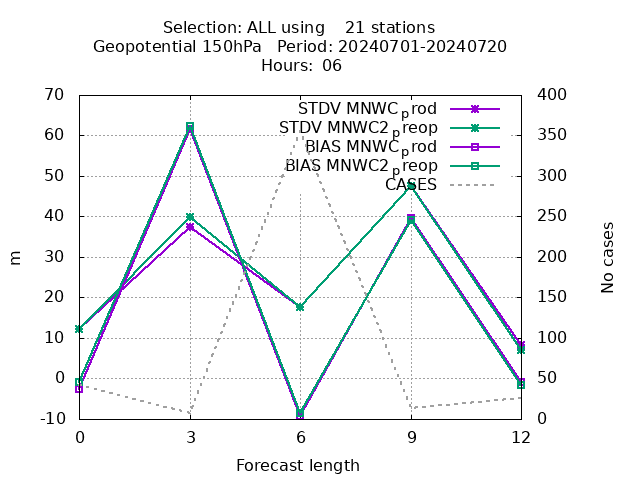 Selection: ALL using    21 stations
Geopotential 150hPa   Period: 20240701-20240720
Hours: 06
70 400
STDV MNWC_prod
STDV MNWC2_preop
60 350
BIAS MNWC_prod
BIAS MNWC2_preop
50 300
CASES
40 250
30 200
20 150
10 100
0 50
-10 0
m
No cases
0 3 6 9 12
Forecast length